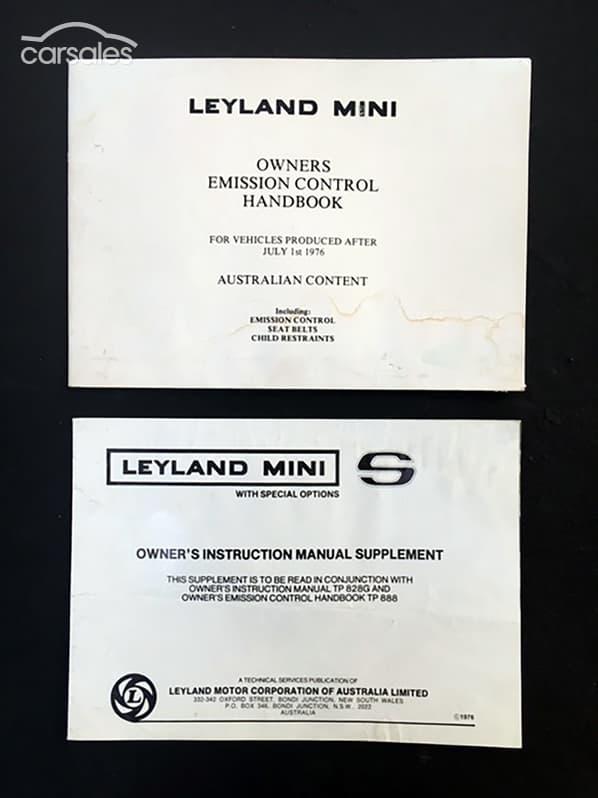 carsales
LEYLAND MINI
OWNERS
EMISSION CONTROL
HANDBOOK
FOR VEHICLES PRODUCED AFTER
JULY 1st 1976
AUSTRALIAN CONTENT
Including:
EMISSION CONTROL
SEAT BELTS
CHILD RESTRAINTS
LEYLAND MINI S
WITH SPECIAL OPTIONS
OWNER'S INSTRUCTION MANUAL SUPPLEMENT
THIS SUPPLEMENT IS TO BE READ IN CONJUNCTION WITH
OWNER'S INSTRUCTION MANUAL TP 828G AND
OWNER'S EMISSION CONTROL HANDBOOK TP 888
A TECHNICAL SERVICES PUBLICATION OF
LEYLAND MOTOR CORPORATION OF AUSTRALIA LIMITED
332-342 OXFORD STREET, BONDI JUNCTION, NEW SOUTH WALES
P.O. BOX 346, BONDI JUNCTION, N.S.W. 2022
AUSTRALIA
L
©1976